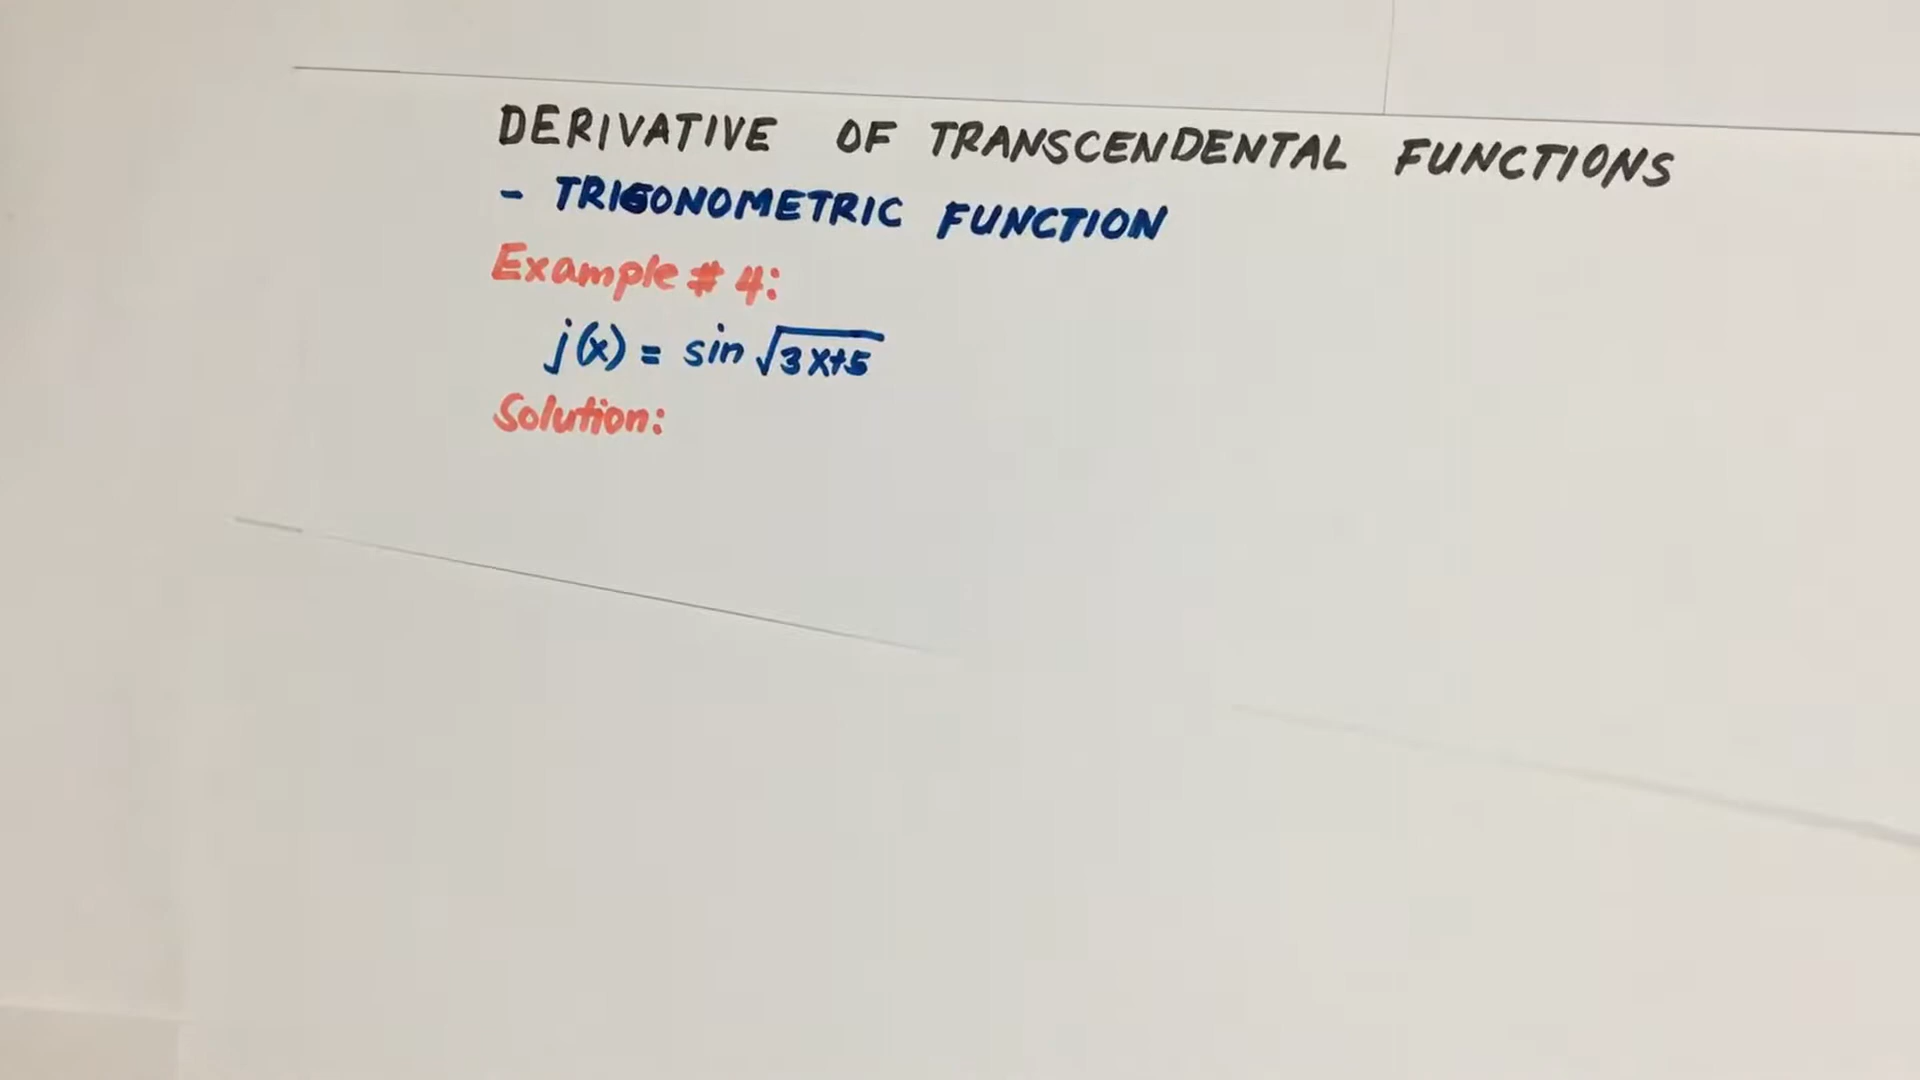 DERIVATIVE OF TRANSCENDENTAL FUNCTIONS
- TRIGONOMETRIC FUNCTION
Example # 4:
j(x) = sin √3x+5
Solution: